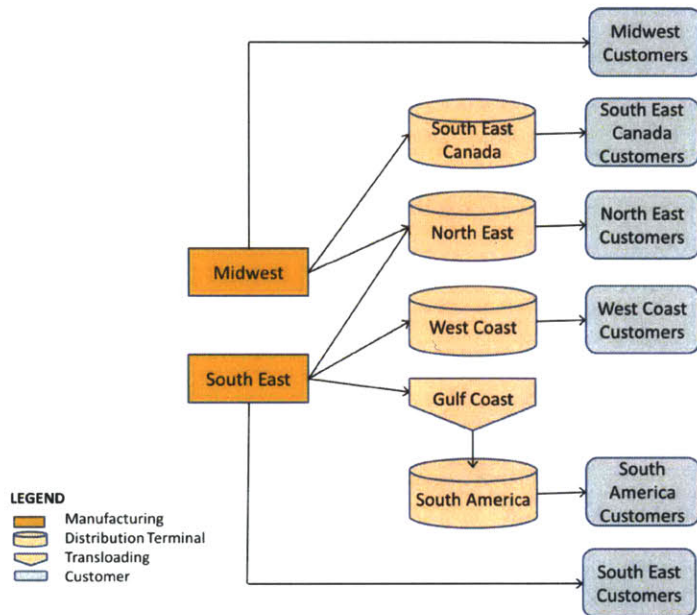 Midwest
Customers
South East
Canada
South East
Canada
Customers
North East
North East
Customers
Midwest
West Coast
West Coast
Customers
South East
Gulf Coast
South America
South
America
Customers
South East
Customers
LEGEND
Manufacturing
Distribution Terminal
Transloading
Customer